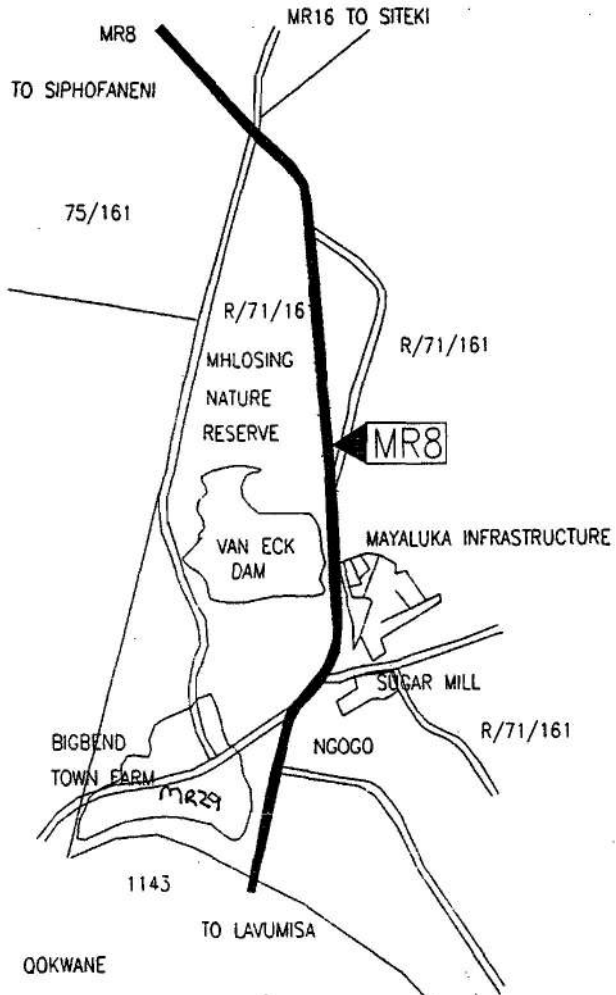 MR8
MR16 TO SITEKI
TO SIPHOFANENI
75/161
R/71/16
R/71/161
MHLOSING
NATURE
RESERVE
MR8
VAN ECK
DAM
MAYALUKA INFRASTRUCTURE
SUGAR MILL
R/71/161
BIGBEND
TOWN FARM
NGOGO
MR29
1143
TO LAVUMISA
QOKWANE